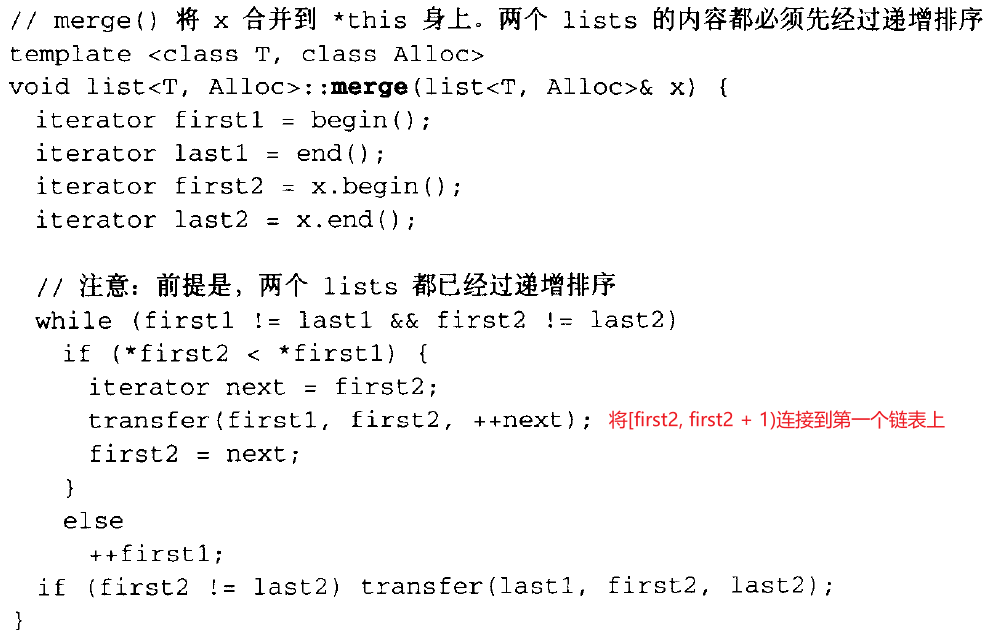 // merge() 将 x 合并到 *this 身上。两个 lists 的内容都必须先经过递增排序
template <class T, class Alloc>
void list<T, Alloc>::merge(list<T, Alloc>& x) {
  iterator first1 = begin();
  iterator last1 = end();
  iterator first2 = x.begin();
  iterator last2 = x.end();

  // 注意：前提是，两个 lists 都已经过递增排序
  while (first1 != last1 && first2 != last2)
    if (*first2 < *first1) {
      iterator next = first2;
      transfer(first1, first2, ++next); 将[first2, first2 + 1)连接到第一个链表上
      first2 = next;
    }
    else
      ++first1;
  if (first2 != last2) transfer(last1, first2, last2);
}